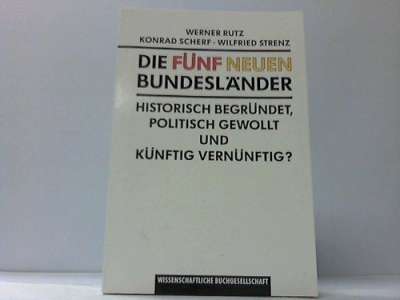 WERNER RUTZ
KONRAD SCHERF · WILFRIED STRENZ
DIE FÜNF NEUEN
BUNDESLÄNDER
HISTORISCH BEGRÜNDET,
POLITISCH GEWOLLT
UND
KÜNFTIG VERNÜNFTIG?
WISSENSCHAFTLICHE BUCHGESELLSCHAFT